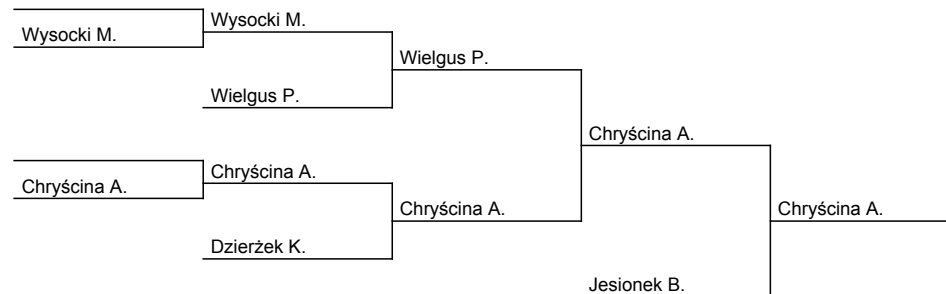 Wysocki M.
Wysocki M.
Wielgus P.
Wielgus P.
Chryścina A.
Chryścina A.
Chryścina A.
Chryścina A.
Chryścina A.
Dzierżek K.
Jesionek B.